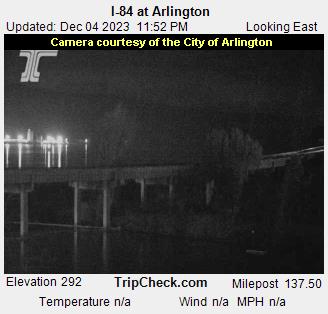 I-84 at Arlington
Updated: Dec 04 2023 11:52 PM Looking East
Camera courtesy of the City of Arlington
Elevation 292 TripCheck.com Milepost 137.50
Temperature n/a Wind n/a MPH n/a